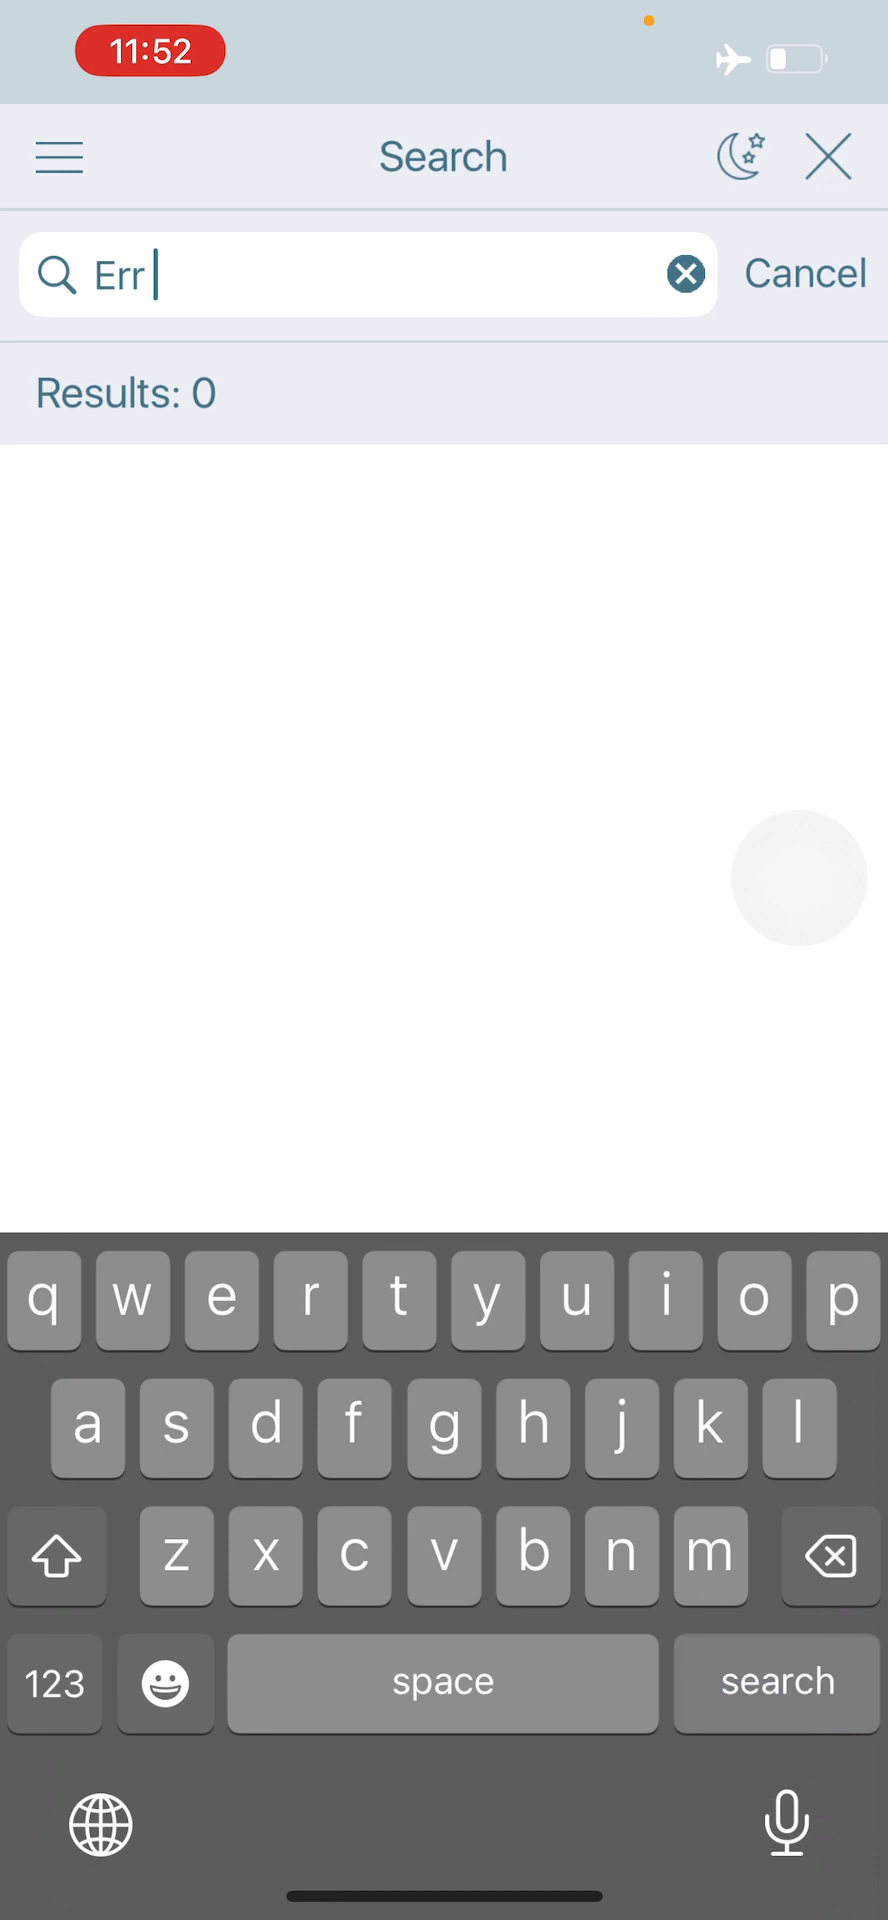 11:52
Search
Err
Cancel
Results: 0
q w e r t y u i o p
a s d f g h j k l
z x c v b n m
123 space search